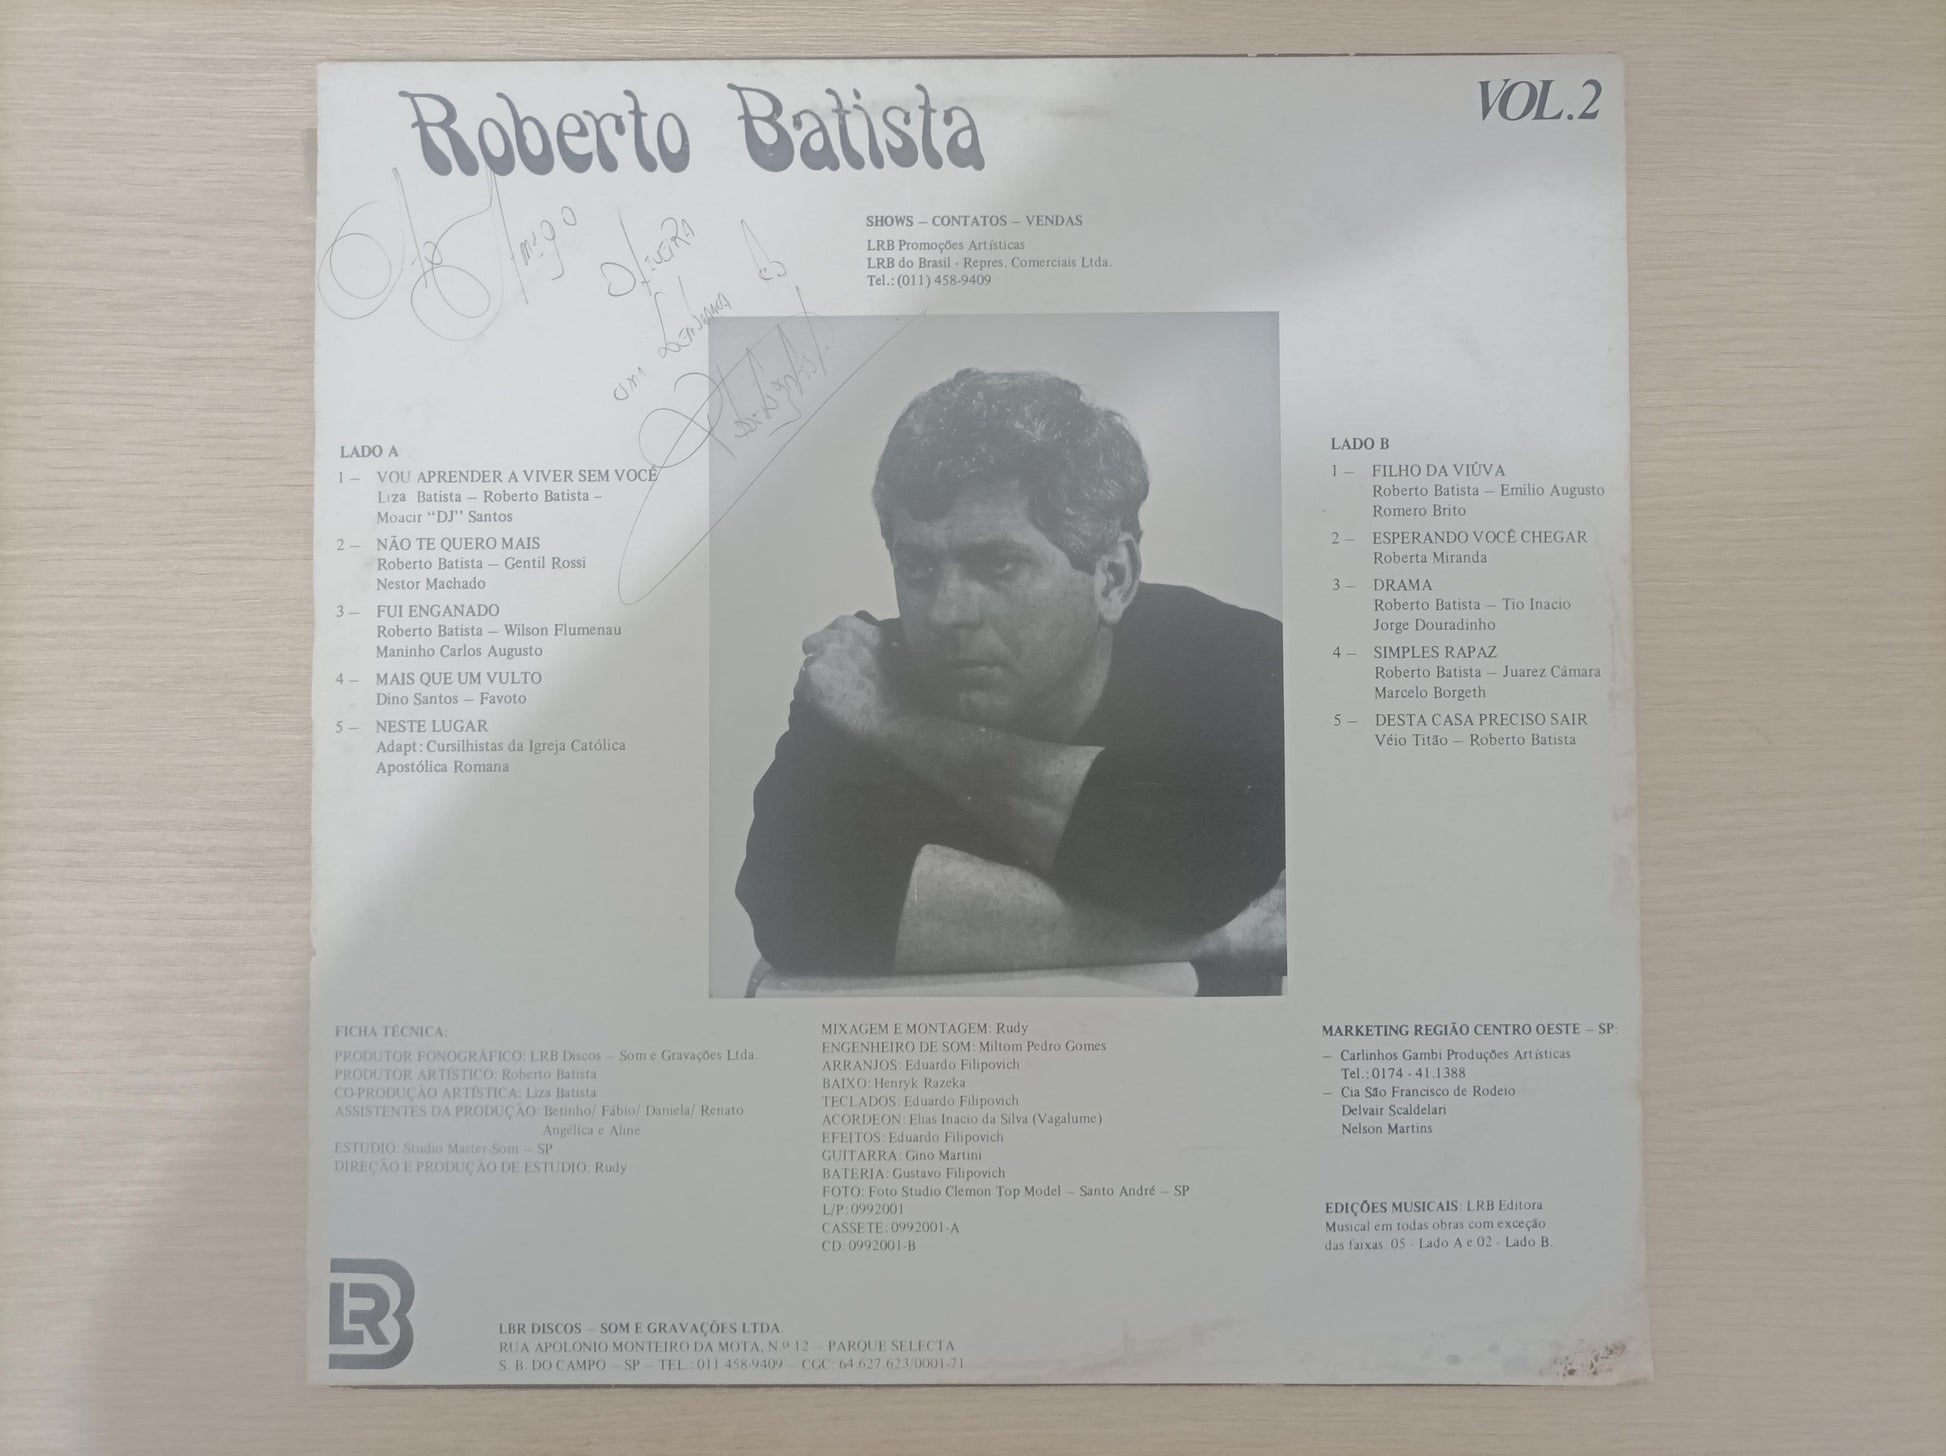 Roberto Batista
VOL.2
Ao Amigo
OLIVEIRA
UMA
LEMBRANÇA
DO
Roberto Batista
SHOWS – CONTATOS – VENDAS
LRB Promoções Artísticas
LRB do Brasil - Repres. Comerciais Ltda.
Tel.: (011) 458-9409
LADO A
1 – VOU APRENDER A VIVER SEM VOCÊ
Liza Batista – Roberto Batista –
Moacir “DJ” Santos
2 – NÃO TE QUERO MAIS
Roberto Batista – Gentil Rossi
Nestor Machado
3 – FUI ENGANADO
Roberto Batista – Wilson Flumenau
Maninho Carlos Augusto
4 – MAIS QUE UM VULTO
Dino Santos – Favoto
5 – NESTE LUGAR
Adapt: Cursilhistas da Igreja Católica
Apostólica Romana
LADO B
1 – FILHO DA VIÚVA
Roberto Batista – Emilio Augusto
Romero Brito
2 – ESPERANDO VOCÊ CHEGAR
Roberta Miranda
3 – DRAMA
Roberto Batista – Tio Inacio
Jorge Douradinho
4 – SIMPLES RAPAZ
Roberto Batista – Juarez Câmara
Marcelo Borgeth
5 – DESTA CASA PRECISO SAIR
Véio Titão – Roberto Batista
FICHA TÉCNICA:
PRODUTOR FONOGRÁFICO: LRB Discos – Som e Gravações Ltda.
PRODUTOR ARTÍSTICO: Roberto Batista
CO-PRODUÇÃO ARTÍSTICA: Liza Batista
ASSISTENTES DA PRODUÇÃO: Betinho/ Fábio/ Daniela/ Renato
Angélica e Aline
ESTUDIO: Studio Master-Som – SP
DIREÇÃO E PRODUÇÃO DE ESTUDIO: Rudy
MIXAGEM E MONTAGEM: Rudy
ENGENHEIRO DE SOM: Miltom Pedro Gomes
ARRANJOS: Eduardo Filipovich
BAIXO: Henryk Razeka
TECLADOS: Eduardo Filipovich
ACORDEON: Elias Inacio da Silva (Vagalume)
EFEITOS: Eduardo Filipovich
GUITARRA: Gino Martini
BATERIA: Gustavo Filipovich
FOTO: Foto Studio Clemon Top Model – Santo André – SP
L/P: 0992001
CASSETE: 0992001-A
CD: 0992001-B
MARKETING REGIÃO CENTRO OESTE – SP:
– Carlinhos Gambi Produções Artísticas
Tel.: 0174 - 41.1388
– Cia São Francisco de Rodeio
Delvair Scaldelari
Nelson Martins
EDIÇÕES MUSICAIS: LRB Editora
Musical em todas obras com exceção
das faixas: 05 - Lado A e 02 - Lado B.
LRB
LBR DISCOS – SOM E GRAVAÇÕES LTDA.
RUA APOLONIO MONTEIRO DA MOTA, N.º 12 – PARQUE SELECTA
S. B. DO CAMPO – SP – TEL.: 011 458-9409 – CGC: 64.627.623/0001-71